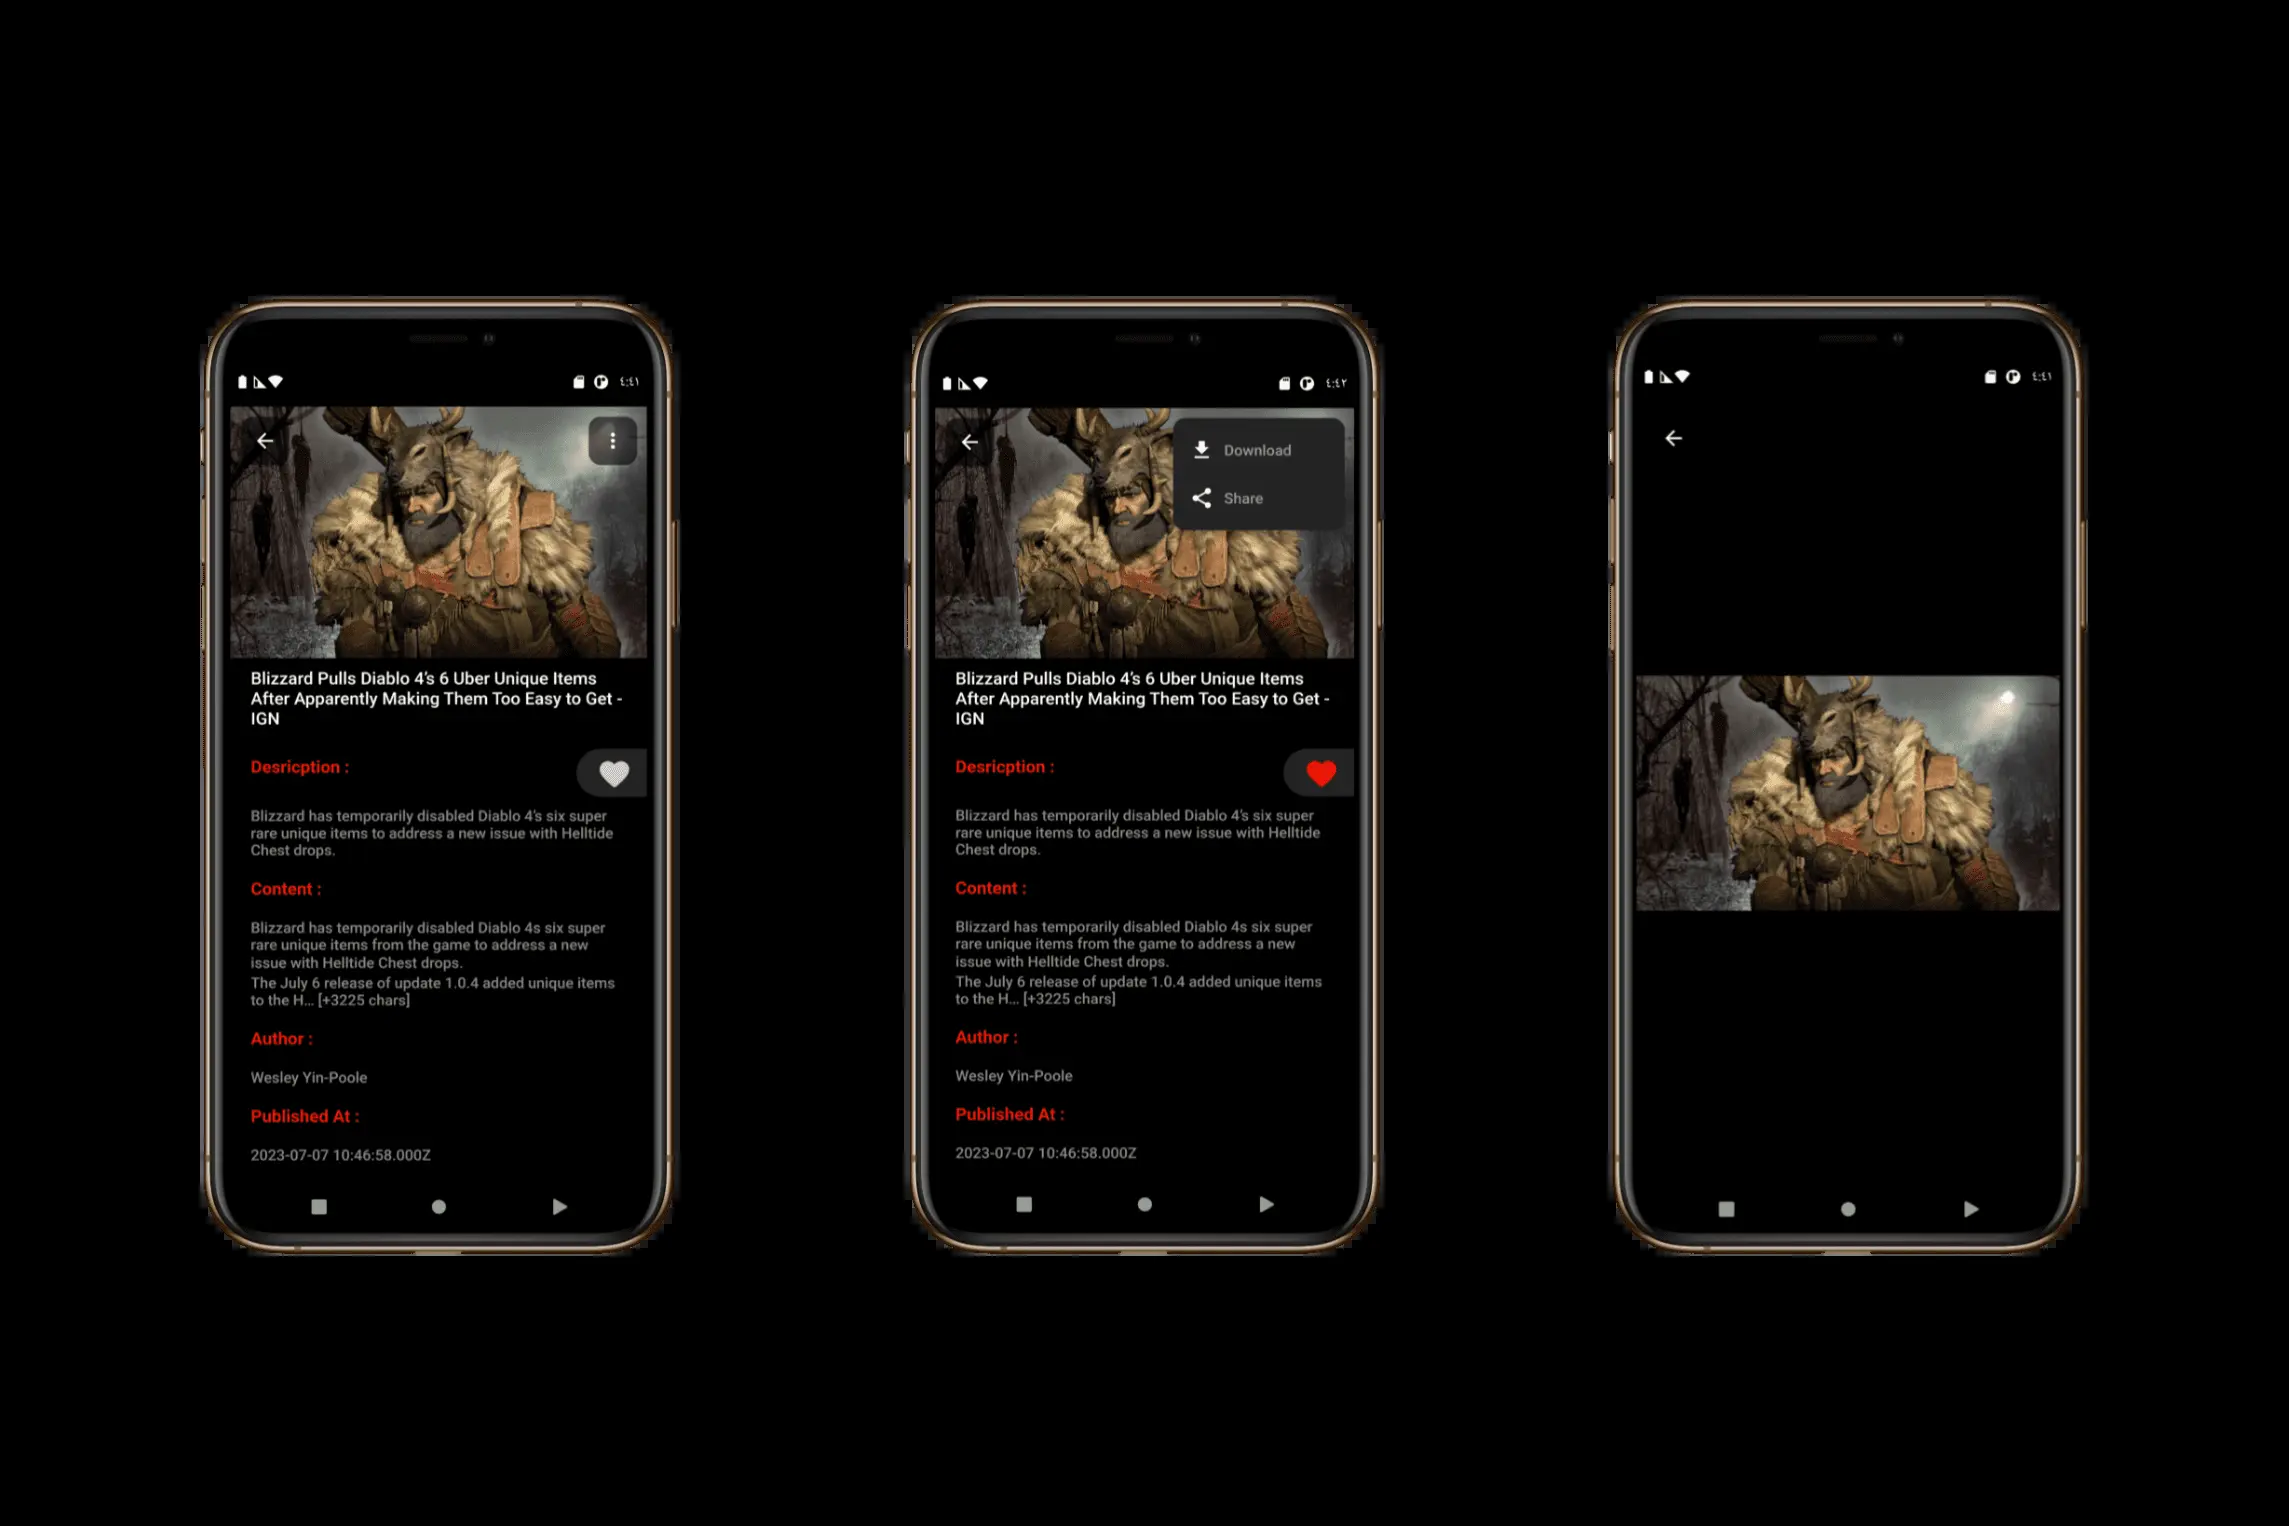 ٤:٤١
Blizzard Pulls Diablo 4's 6 Uber Unique Items
After Apparently Making Them Too Easy to Get -
IGN
Desricption :
Blizzard has temporarily disabled Diablo 4's six super
rare unique items to address a new issue with Helltide
Chest drops.
Content :
Blizzard has temporarily disabled Diablo 4s six super
rare unique items from the game to address a new
issue with Helltide Chest drops.
The July 6 release of update 1.0.4 added unique items
to the H... [+3225 chars]
Author :
Wesley Yin-Poole
Published At :
2023-07-07 10:46:58.000Z
٤:٤٢
Download
Share
Blizzard Pulls Diablo 4's 6 Uber Unique Items
After Apparently Making Them Too Easy to Get -
IGN
Desricption :
Blizzard has temporarily disabled Diablo 4's six super
rare unique items to address a new issue with Helltide
Chest drops.
Content :
Blizzard has temporarily disabled Diablo 4s six super
rare unique items from the game to address a new
issue with Helltide Chest drops.
The July 6 release of update 1.0.4 added unique items
to the H... [+3225 chars]
Author :
Wesley Yin-Poole
Published At :
2023-07-07 10:46:58.000Z
٤:٤١